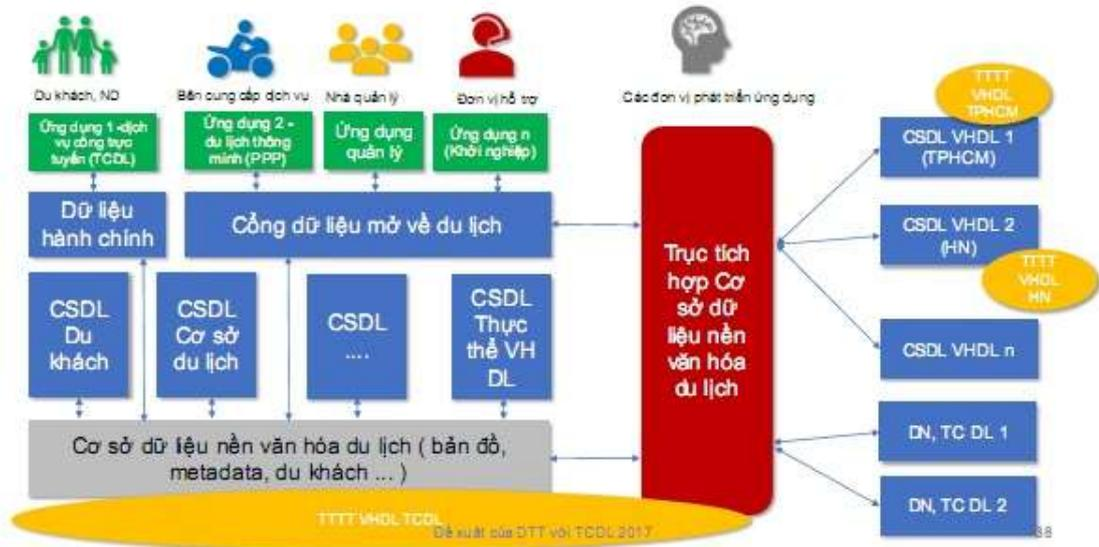 Du khách, ND
Bên cung cấp dịch vụ
Nhà quản lý
Đơn vị hỗ trợ
Các đơn vị phát triển ứng dụng
Ứng dụng 1 -dịch
vụ công trực
tuyến (TCDL)
Ứng dụng 2 -
du lịch thông
minh (PPP)
Ứng dụng
quản lý
Ứng dụng n
(Khởi nghiệp)
Dữ liệu
hành chính
Cổng dữ liệu mở về du lịch
CSDL
Du
khách
CSDL
Cơ sở
du lịch
CSDL
....
CSDL
Thực
thể VH
DL
Cơ sở dữ liệu nền văn hóa du lịch ( bản đồ,
metadata, du khách ... )
TTTT VHDL TCDL
Trục tích
hợp Cơ
sở dữ
liệu nền
văn hóa
du lịch
TTTT
VHDL
TPHCM
CSDL VHDL 1
(TPHCM)
CSDL VHDL 2
(HN)
TTTT
VHDL
HN
CSDL VHDL n
DN, TC DL 1
DN, TC DL 2
Đề xuất của DTT với TCDL 2017